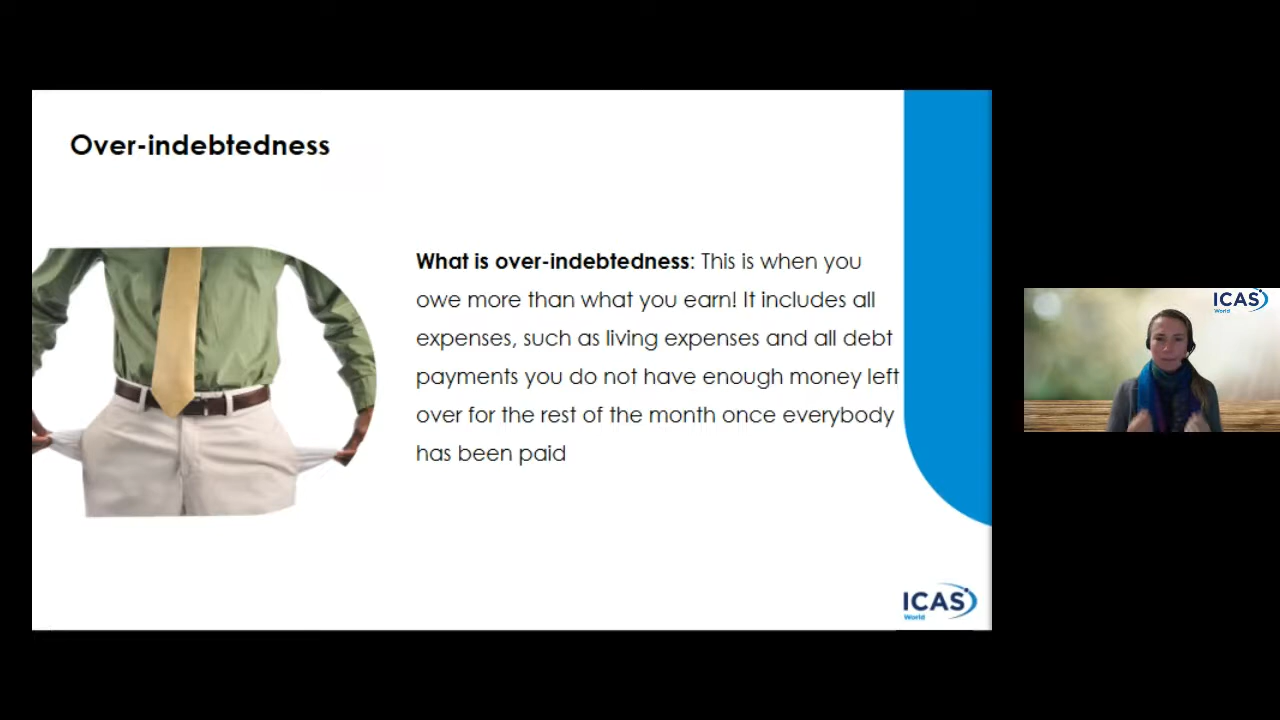 Over-indebtedness
What is over-indebtedness: This is when you
owe more than what you earn! It includes all
expenses, such as living expenses and all debt
payments you do not have enough money left
over for the rest of the month once everybody
has been paid
ICAS
World
ICAS
World